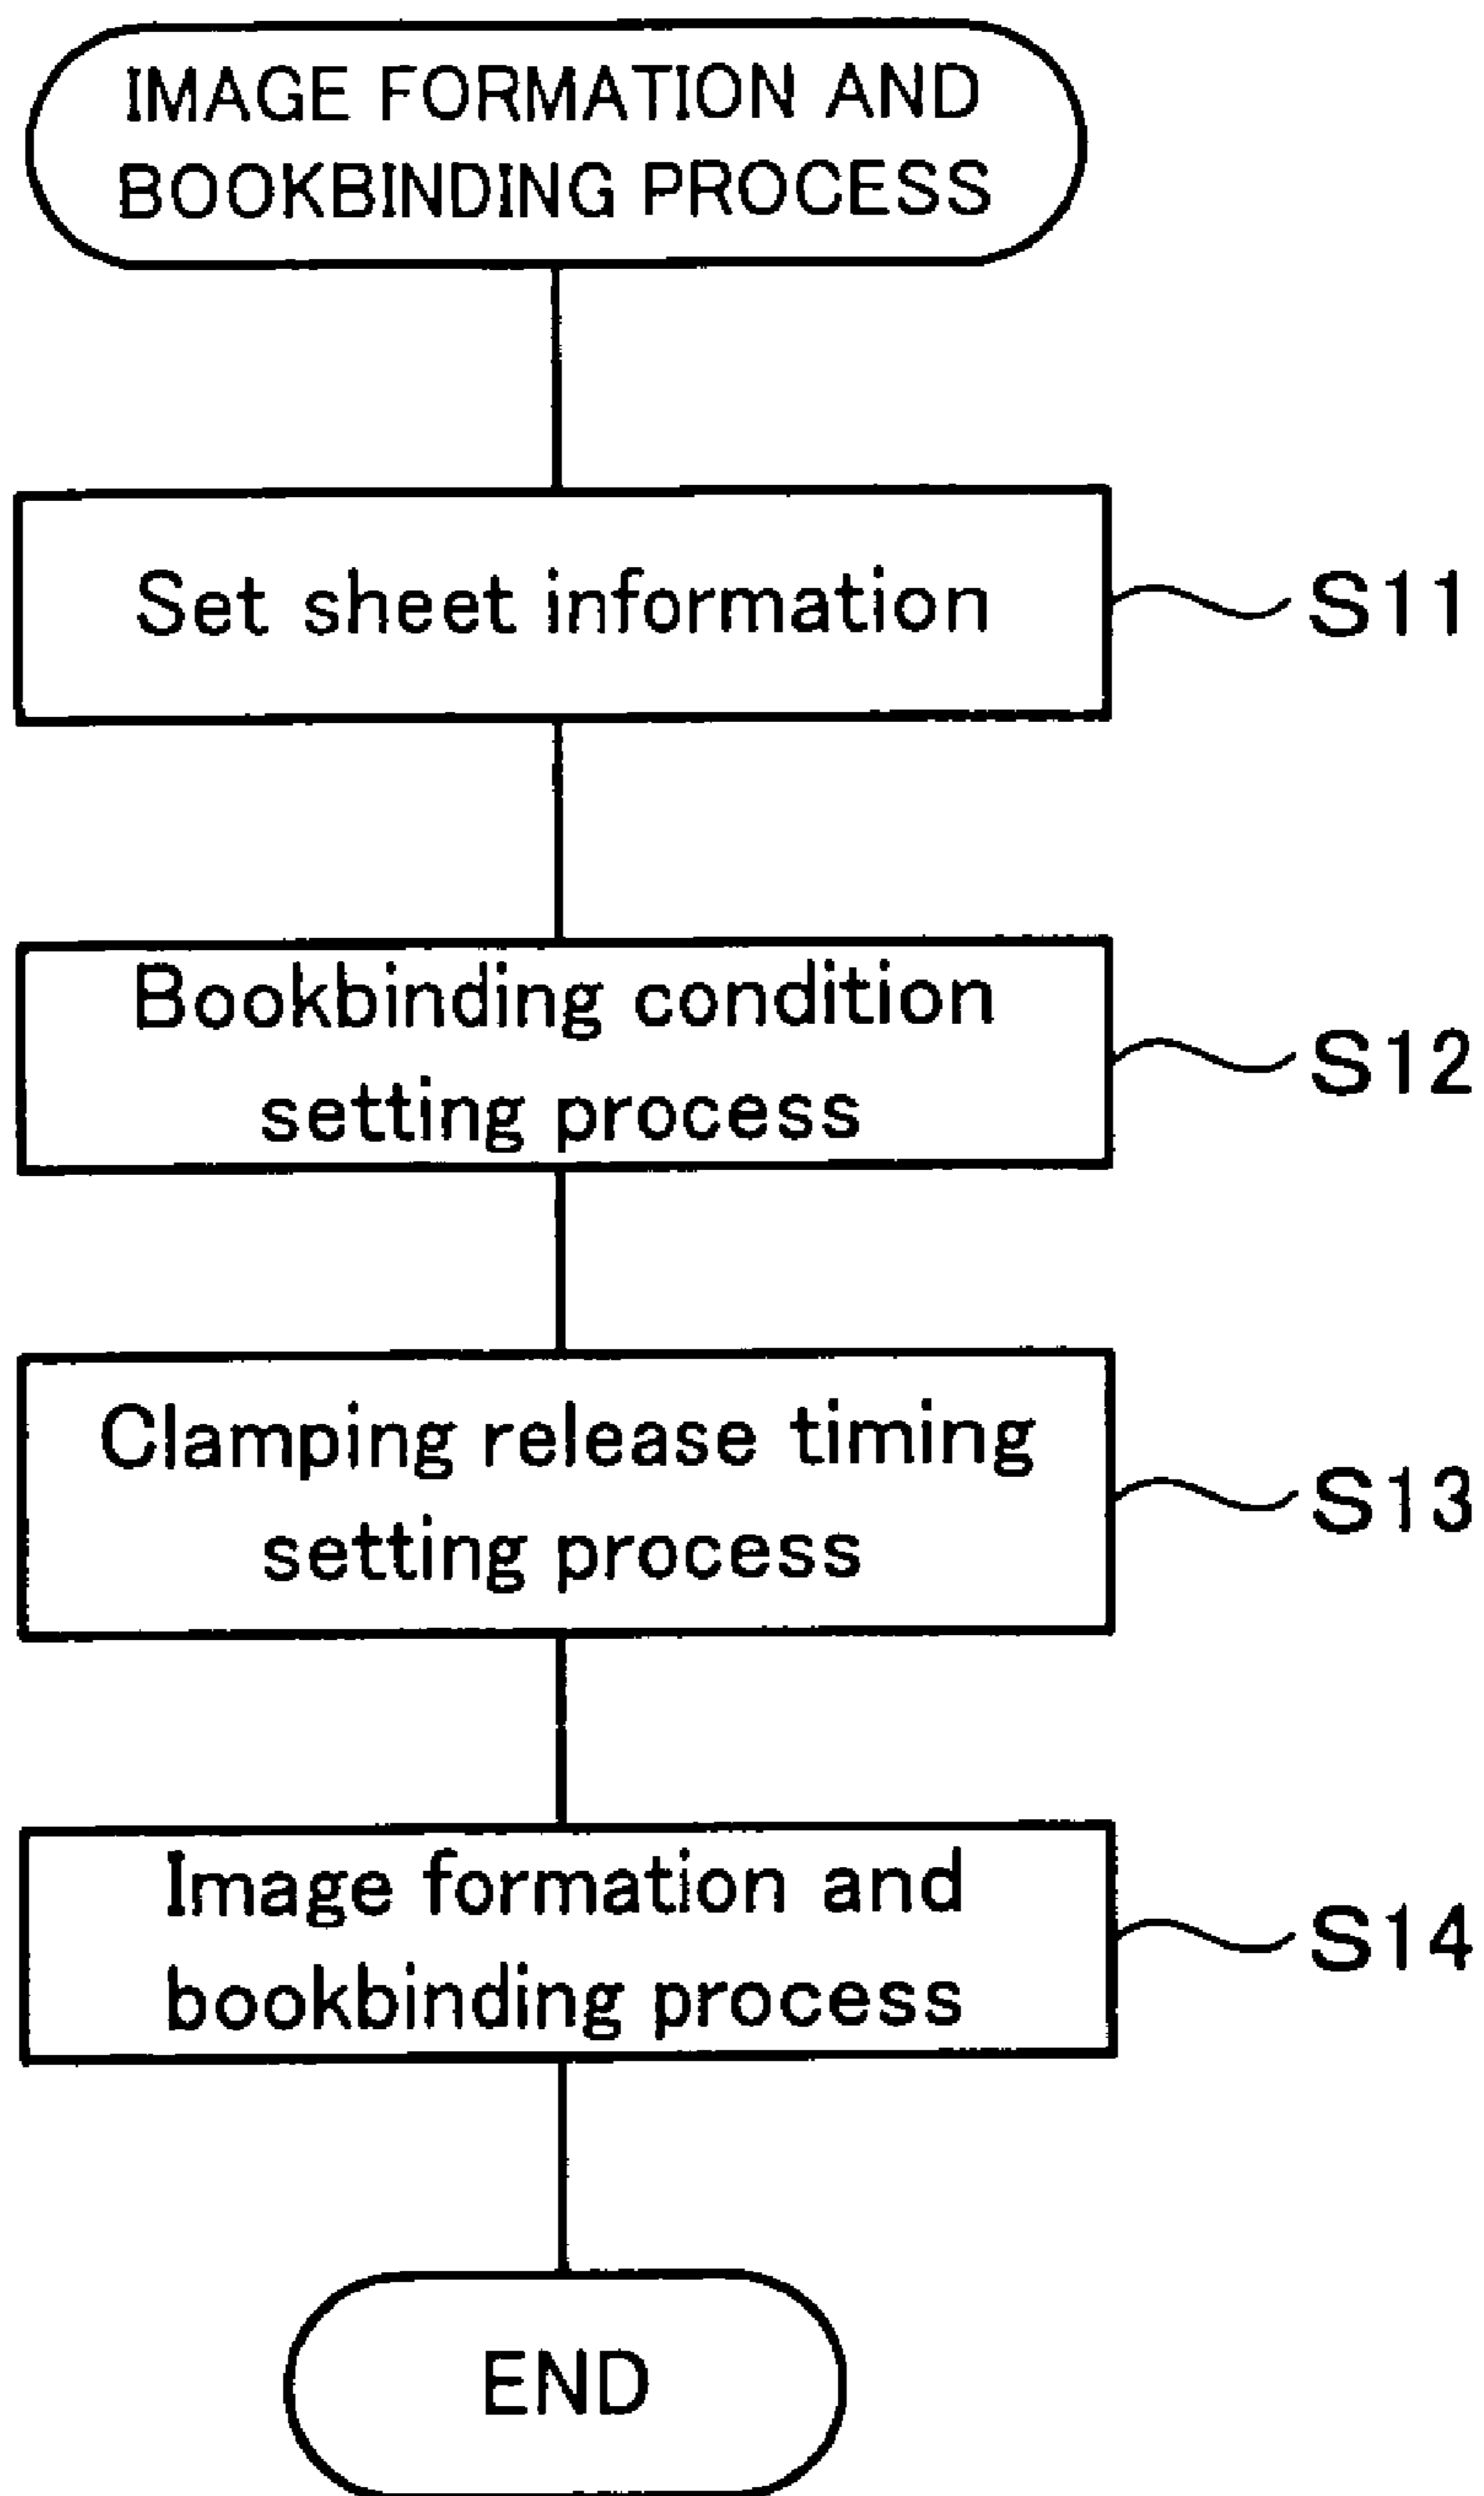 IMAGE FORMATION AND
BOOKBINDING PROCESS
Set sheet information
S11
Bookbinding condition
setting process
S12
Clamping release timing
setting process
S13
Image formation and
bookbinding process
S14
END